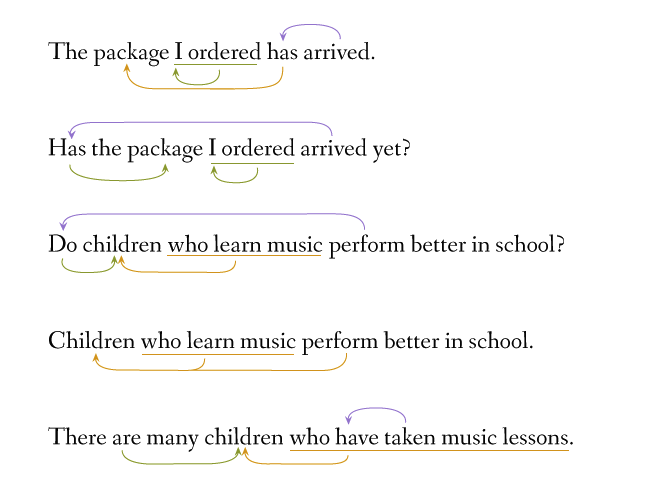 The package I ordered has arrived.
Has the package I ordered arrived yet?
Do children who learn music perform better in school?
Children who learn music perform better in school.
There are many children who have taken music lessons.